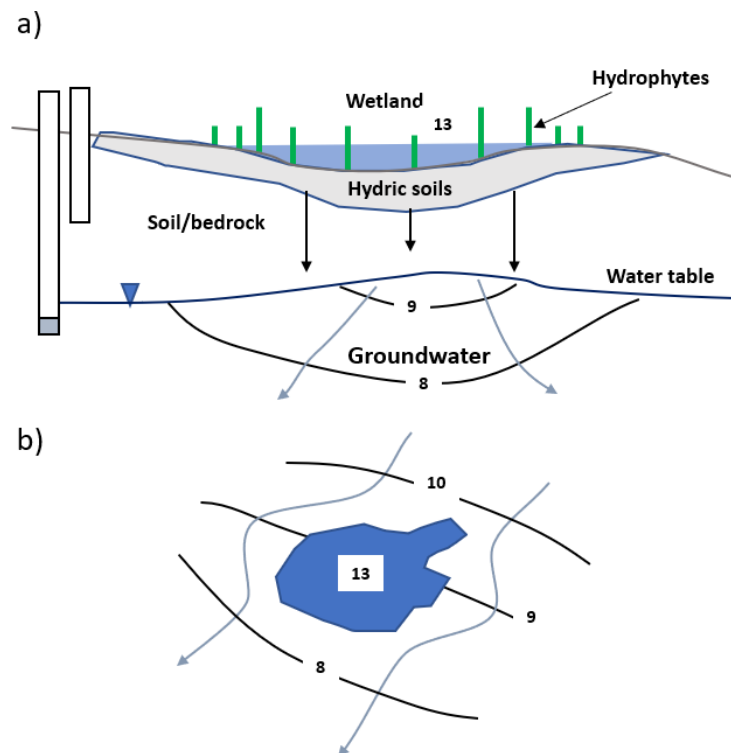 a)
Hydrophytes
Wetland
13
Hydric soils
Soil/bedrock
Water table
9
Groundwater
8
b)
10
13
9
8